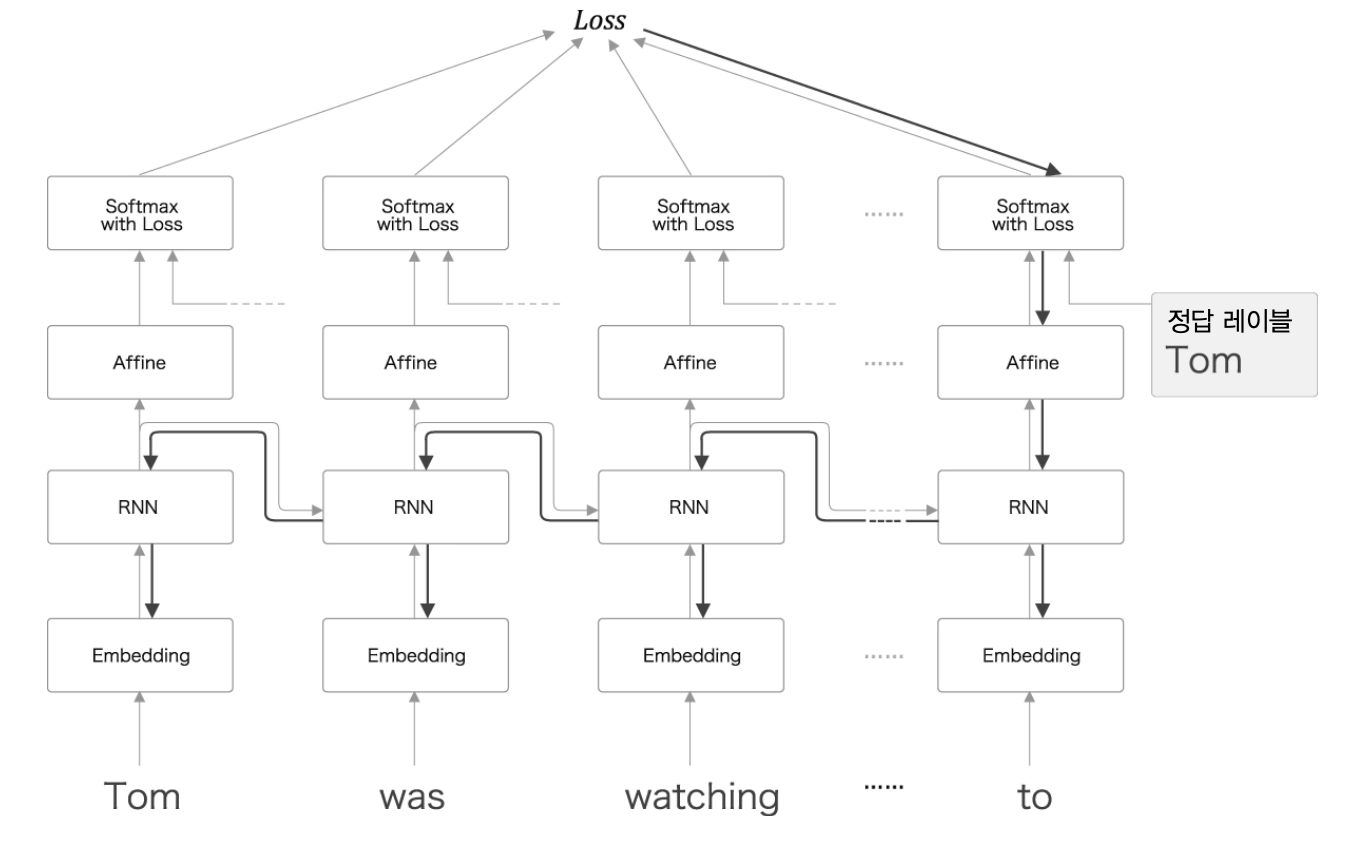 Loss
Softmax
with Loss
Softmax
with Loss
Softmax
with Loss
……
Softmax
with Loss
정답 레이블
Tom
Affine
Affine
Affine
……
Affine
RNN
RNN
RNN
RNN
Embedding
Embedding
Embedding
……
Embedding
Tom was watching …… to